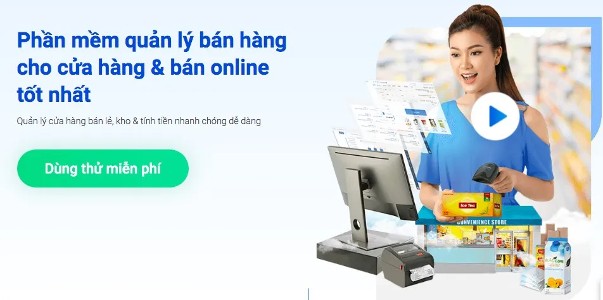 Phần mềm quản lý bán hàng
cho cửa hàng & bán online
tốt nhất
Quản lý cửa hàng bán lẻ, kho & tính tiền nhanh chóng dễ dàng
Dùng thử miễn phí
CONVENIENCE STORE